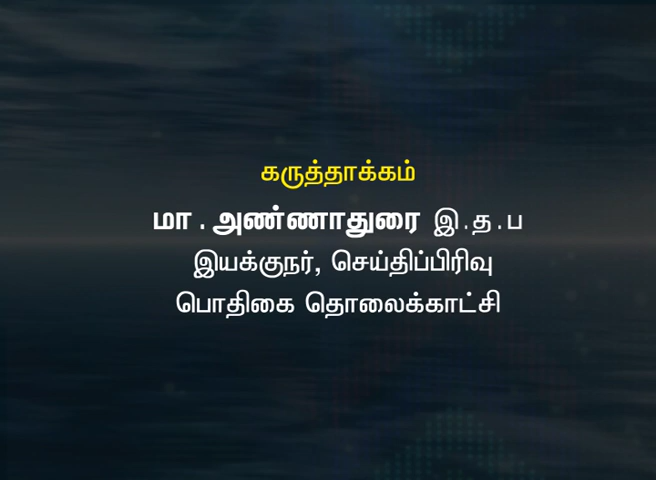 கருத்தாக்கம்
மா . அண்ணாதுரை இ.த.ப
இயக்குநர், செய்திப்பிரிவு
பொதிகை தொலைக்காட்சி